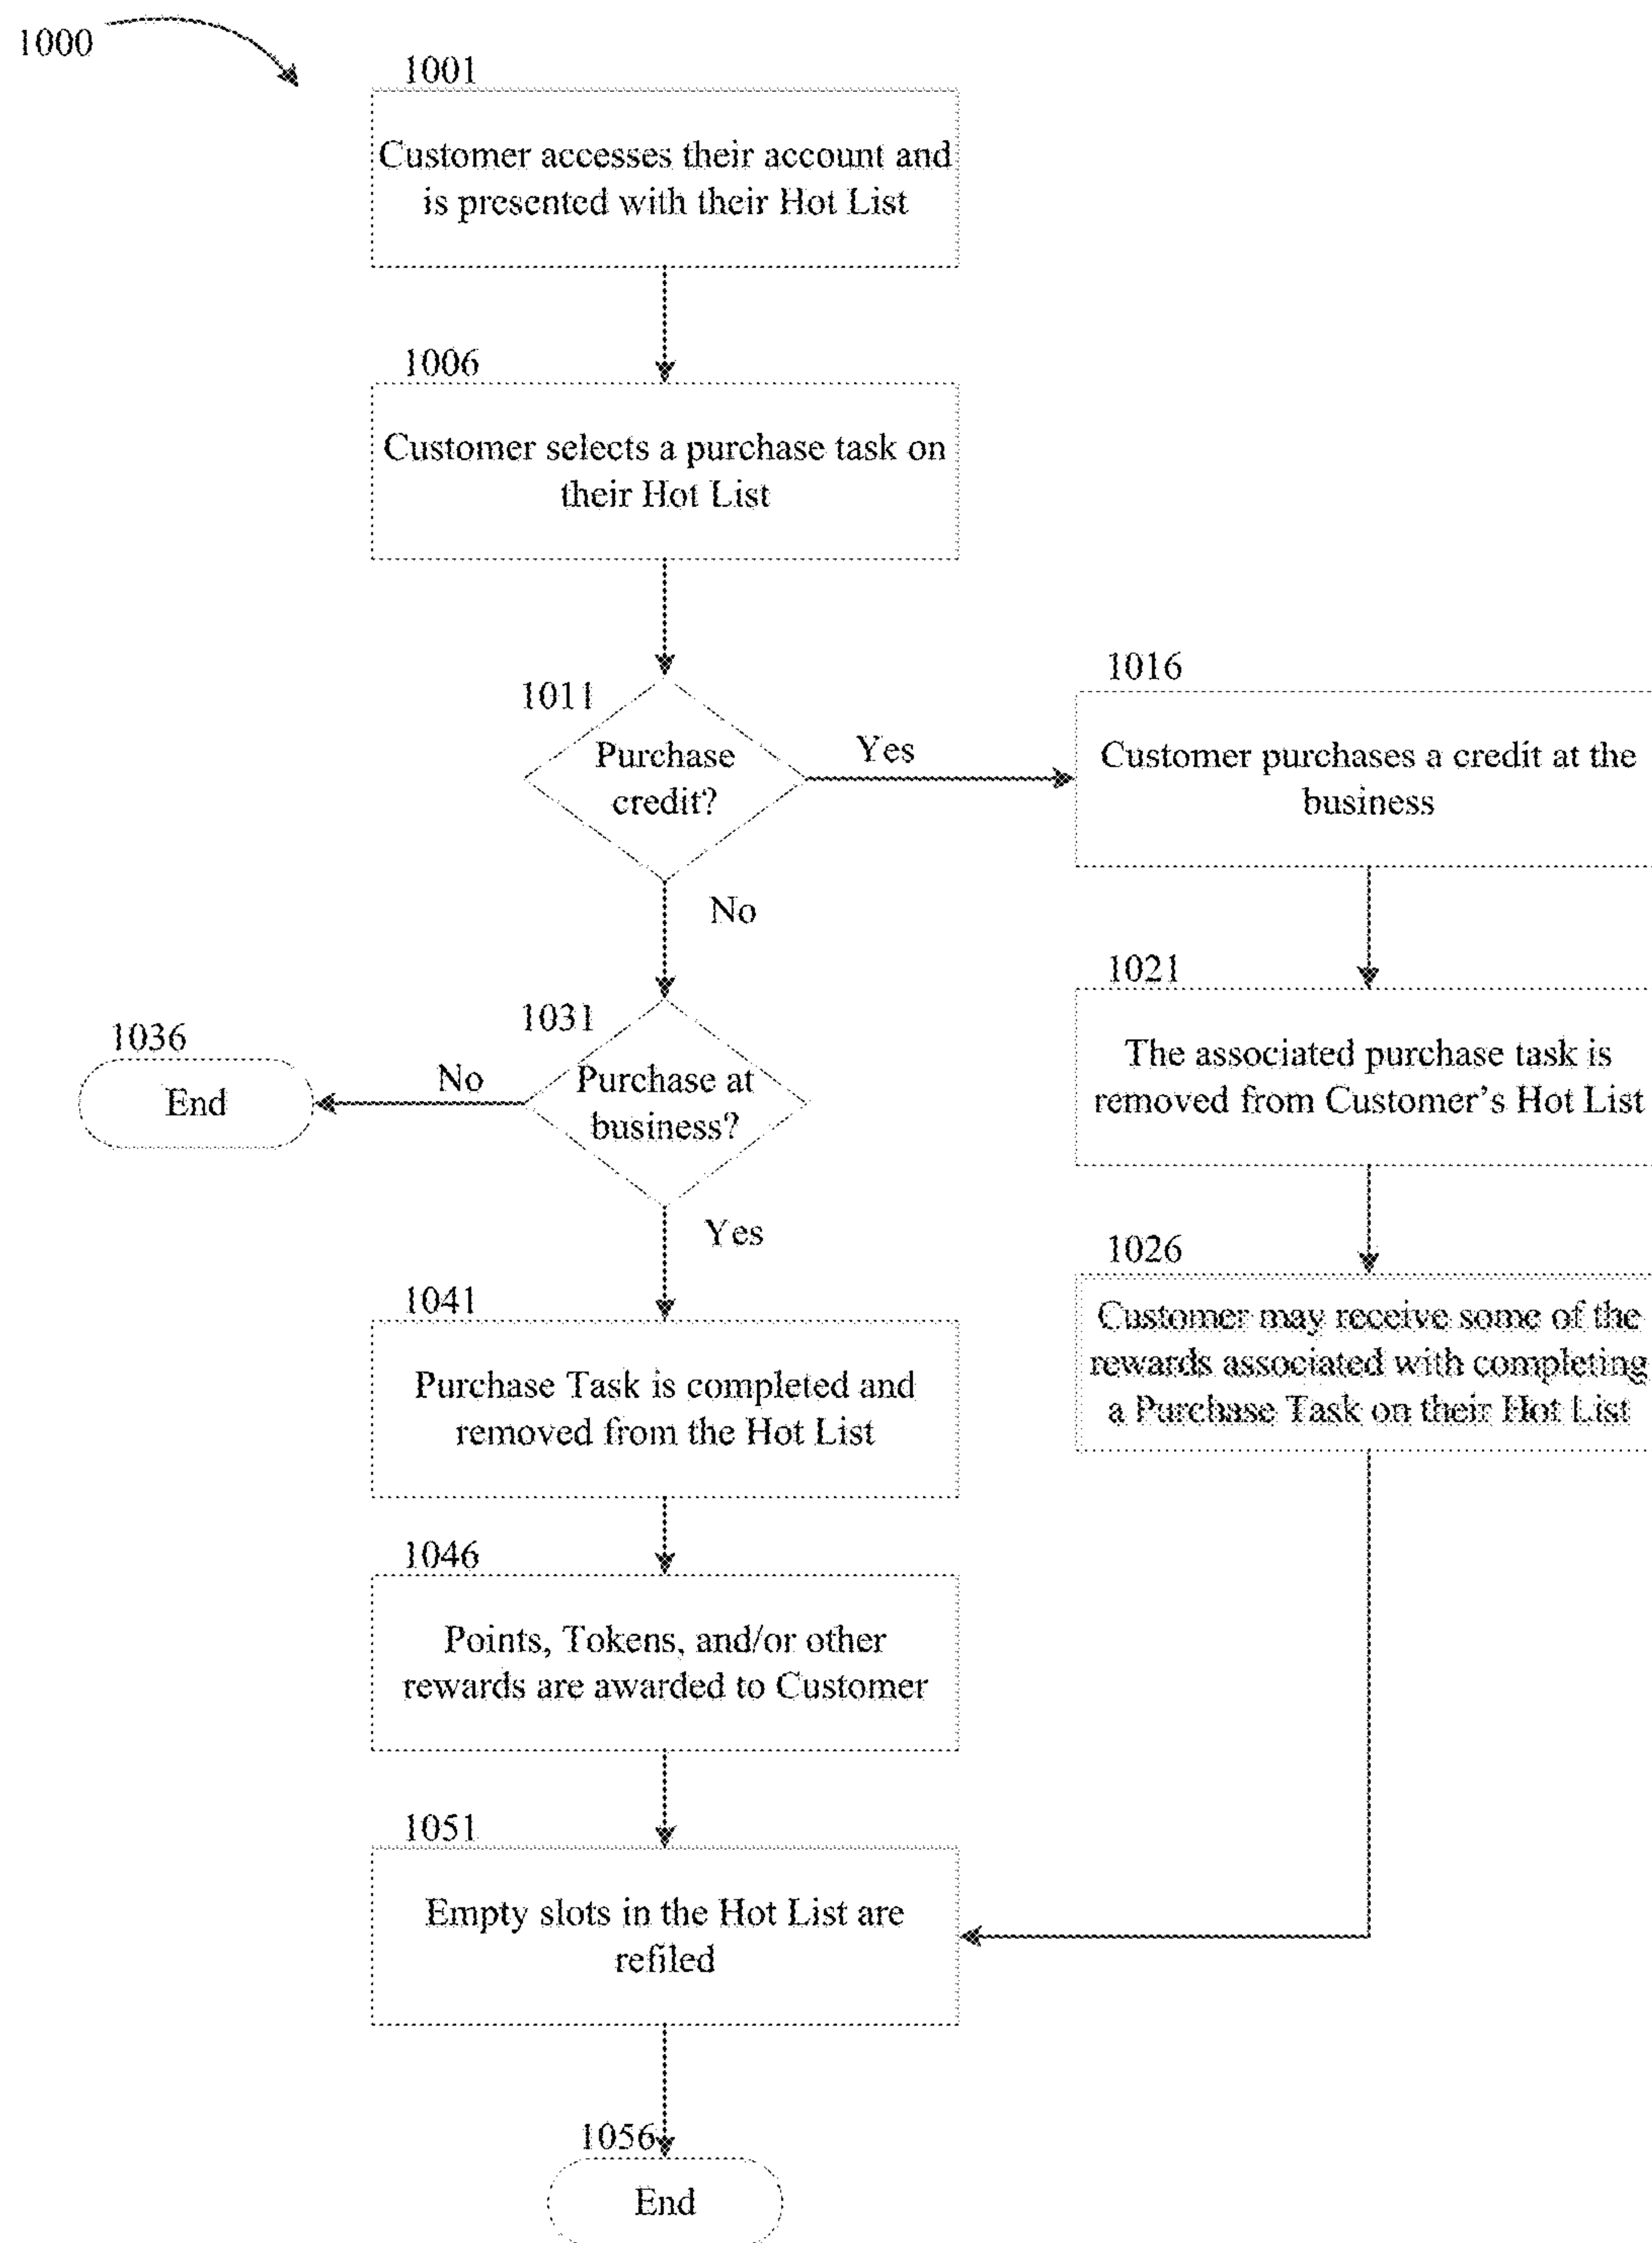 1000
1001
Customer accesses their account and
is presented with their Hot List
1006
Customer selects a purchase task on
their Hot List
1011
Purchase
credit?
Yes
No
1016
Customer purchases a credit at the
business
1021
The associated purchase task is
removed from Customer's Hot List
1026
Customer may receive some of the
rewards associated with completing
a Purchase Task on their Hot List
1031
Purchase at
business?
No
1036
End
Yes
1041
Purchase Task is completed and
removed from the Hot List
1046
Points, Tokens, and/or other
rewards are awarded to Customer
1051
Empty slots in the Hot List are
refiled
1056
End